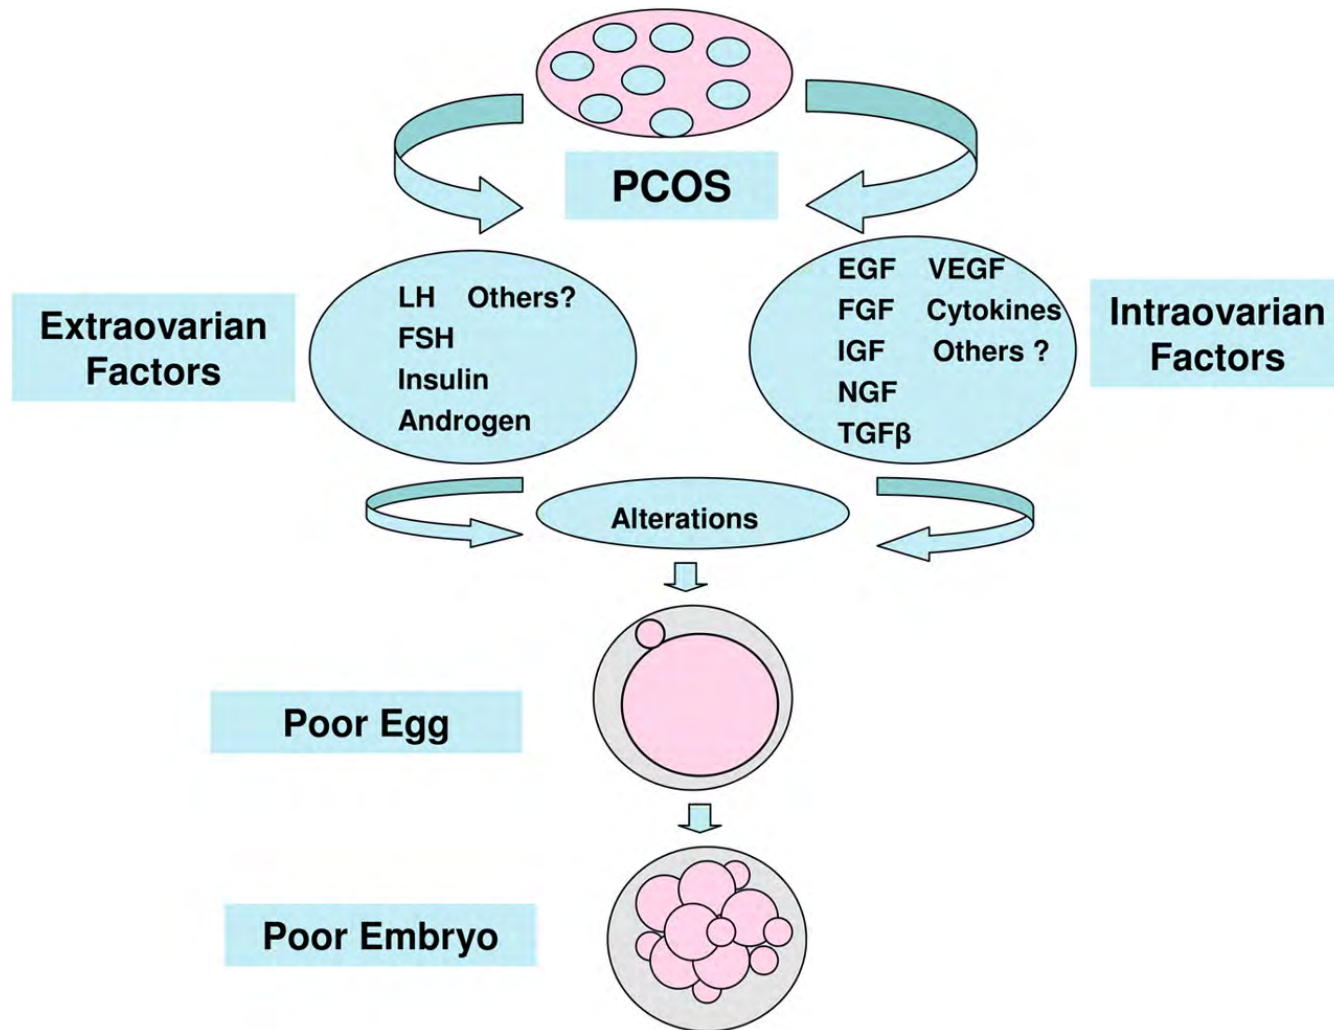 PCOS
Extraovarian
Factors
LH Others?
FSH
Insulin
Androgen
EGF VEGF
FGF Cytokines
IGF Others ?
NGF
TGFβ
Intraovarian
Factors
Alterations
Poor Egg
Poor Embryo